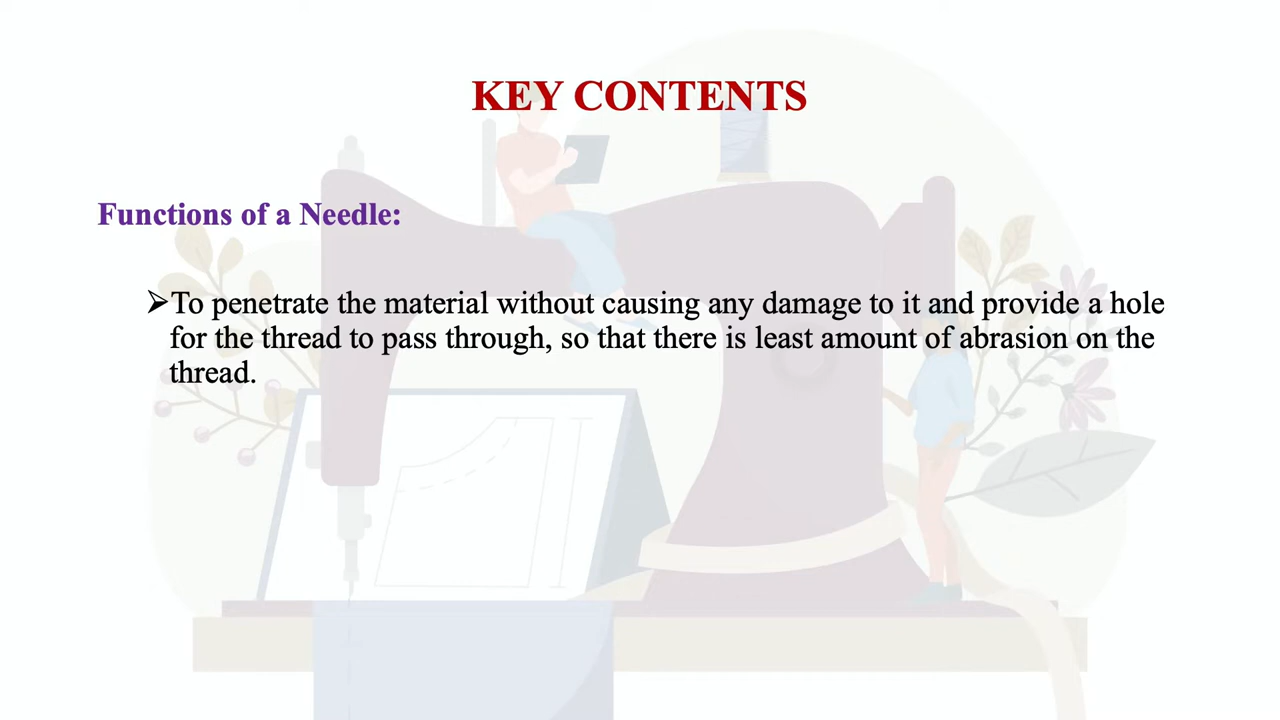 KEY CONTENTS
Functions of a Needle:
➢To penetrate the material without causing any damage to it and provide a hole
for the thread to pass through, so that there is least amount of abrasion on the
thread.